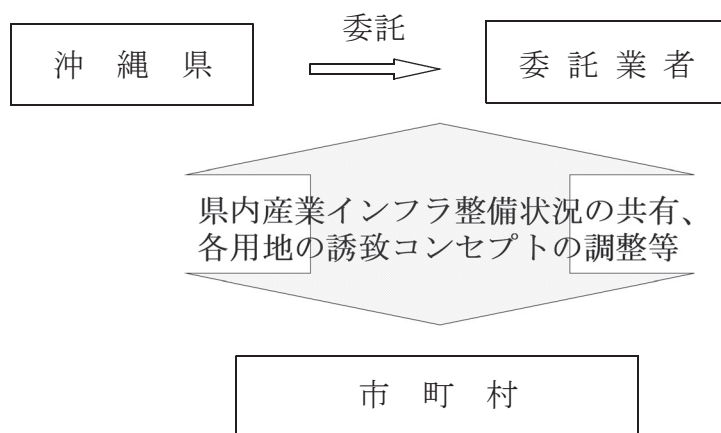 委託
沖縄県
委託業者
県内産業インフラ整備状況の共有、
各用地の誘致コンセプトの調整等
市町村